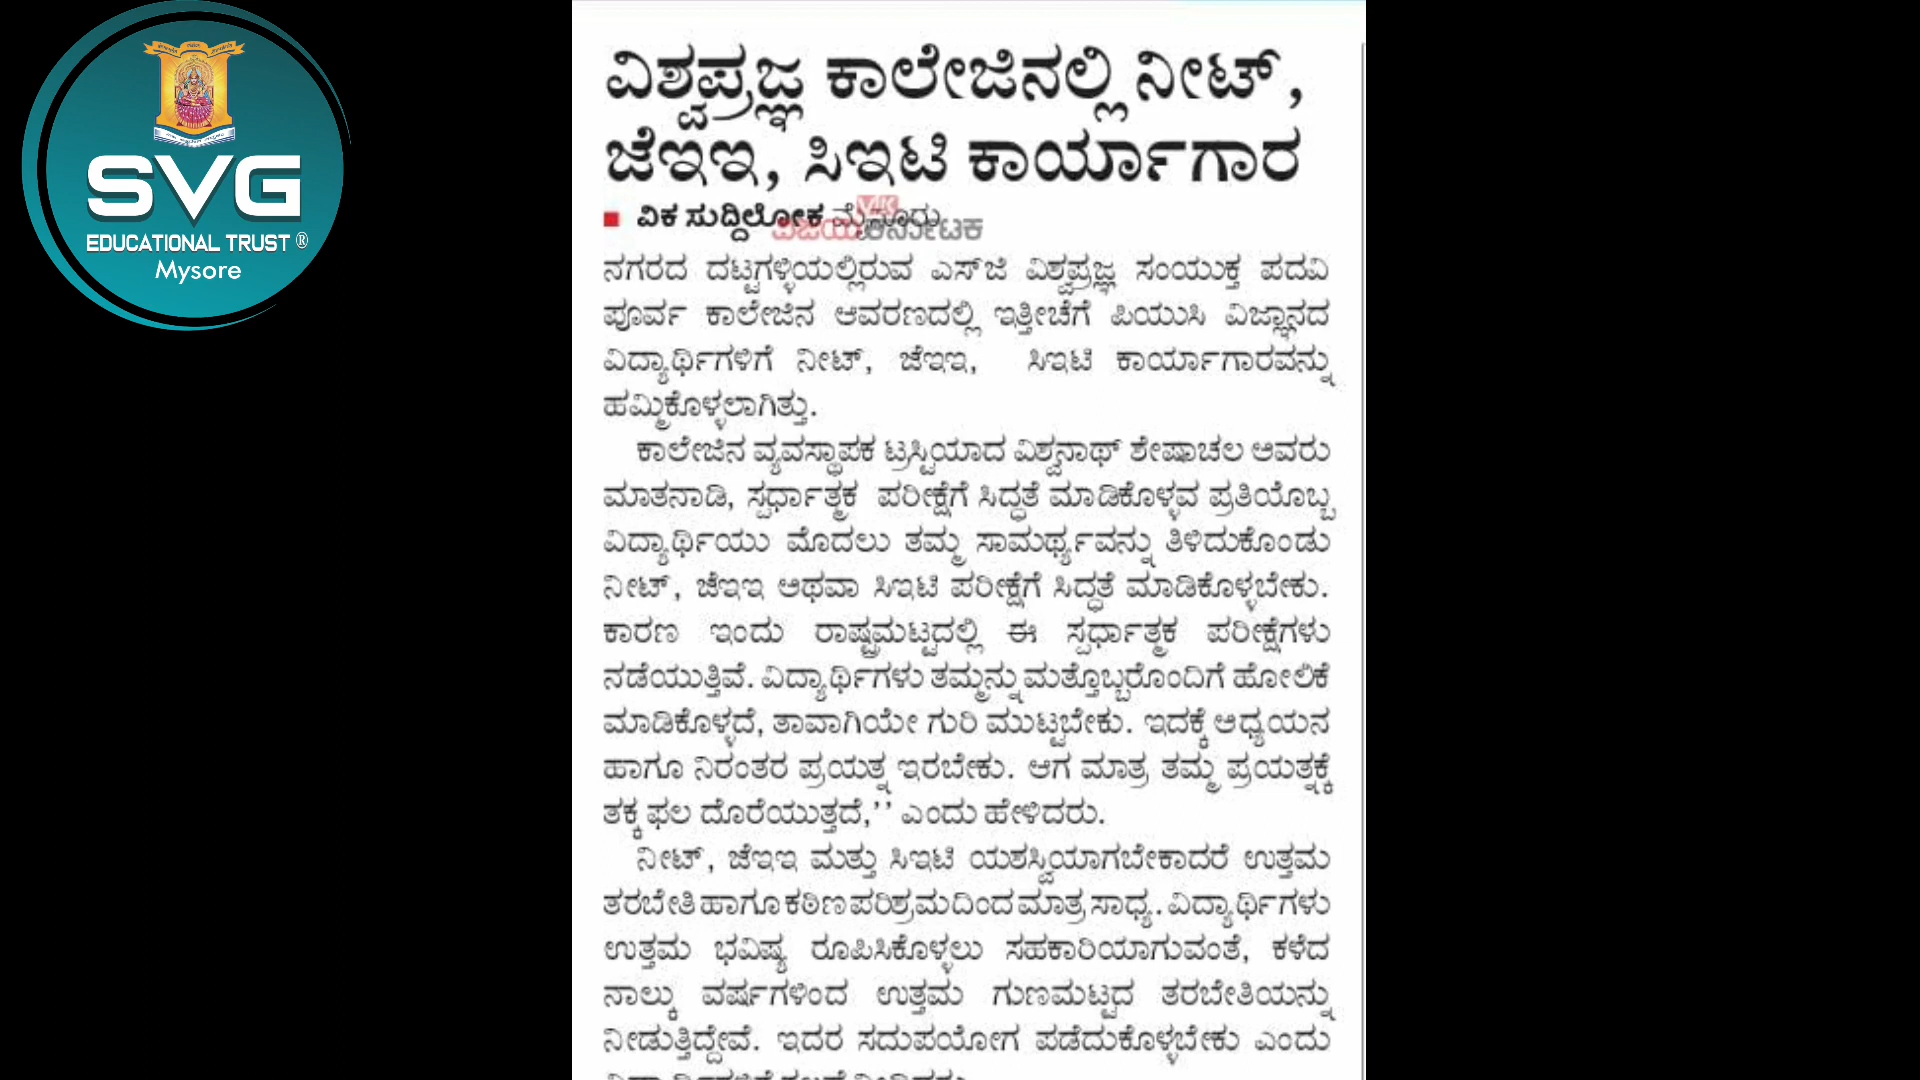 SVG
EDUCATIONAL TRUST ®
Mysore
ವಿಶ್ವಪ್ರಜ್ಞ ಕಾಲೇಜಿನಲ್ಲಿ ನೀಟ್,
ಜೆಇಇ, ಸಿಇಟಿ ಕಾರ್ಯಾಗಾರ
ವಿಕ ಸುದ್ದಿಲೋಕ ಮೈಸೂರು
VK
ವಿಜಯ ಕರ್ನಾಟಕ
ನಗರದ ದಟ್ಟಗಳ್ಳಿಯಲ್ಲಿರುವ ಎಸ್‌ಜಿ ವಿಶ್ವಪ್ರಜ್ಞ ಸಂಯುಕ್ತ ಪದವಿ
ಪೂರ್ವ ಕಾಲೇಜಿನ ಆವರಣದಲ್ಲಿ ಇತ್ತೀಚೆಗೆ ಪಿಯುಸಿ ವಿಜ್ಞಾನದ
ವಿದ್ಯಾರ್ಥಿಗಳಿಗೆ ನೀಟ್, ಜೆಇಇ, ಸಿಇಟಿ ಕಾರ್ಯಾಗಾರವನ್ನು
ಹಮ್ಮಿಕೊಳ್ಳಲಾಗಿತ್ತು.
ಕಾಲೇಜಿನ ವ್ಯವಸ್ಥಾಪಕ ಟ್ರಸ್ಟಿಯಾದ ವಿಶ್ವನಾಥ್ ಶೇಷಾಚಲ ಅವರು
ಮಾತನಾಡಿ, ಸ್ಪರ್ಧಾತ್ಮಕ ಪರೀಕ್ಷೆಗೆ ಸಿದ್ಧತೆ ಮಾಡಿಕೊಳ್ಳವ ಪ್ರತಿಯೊಬ್ಬ
ವಿದ್ಯಾರ್ಥಿಯು ಮೊದಲು ತಮ್ಮ ಸಾಮರ್ಥ್ಯವನ್ನು ತಿಳಿದುಕೊಂಡು
ನೀಟ್, ಜೆಇಇ ಅಥವಾ ಸಿಇಟಿ ಪರೀಕ್ಷೆಗೆ ಸಿದ್ಧತೆ ಮಾಡಿಕೊಳ್ಳಬೇಕು.
ಕಾರಣ ಇಂದು ರಾಷ್ಟ್ರಮಟ್ಟದಲ್ಲಿ ಈ ಸ್ಪರ್ಧಾತ್ಮಕ ಪರೀಕ್ಷೆಗಳು
ನಡೆಯುತ್ತಿವೆ. ವಿದ್ಯಾರ್ಥಿಗಳು ತಮ್ಮನ್ನು ಮತ್ತೊಬ್ಬರೊಂದಿಗೆ ಹೋಲಿಕೆ
ಮಾಡಿಕೊಳ್ಳದೆ, ತಾವಾಗಿಯೇ ಗುರಿ ಮುಟ್ಟಬೇಕು. ಇದಕ್ಕೆ ಅಧ್ಯಯನ
ಹಾಗೂ ನಿರಂತರ ಪ್ರಯತ್ನ ಇರಬೇಕು. ಆಗ ಮಾತ್ರ ತಮ್ಮ ಪ್ರಯತ್ನಕ್ಕೆ
ತಕ್ಕ ಫಲ ದೊರೆಯುತ್ತದೆ,’’ ಎಂದು ಹೇಳಿದರು.
ನೀಟ್, ಜೆಇಇ ಮತ್ತು ಸಿಇಟಿ ಯಶಸ್ವಿಯಾಗಬೇಕಾದರೆ ಉತ್ತಮ
ತರಬೇತಿ ಹಾಗೂ ಕಠಿಣ ಪರಿಶ್ರಮದಿಂದ ಮಾತ್ರ ಸಾಧ್ಯ. ವಿದ್ಯಾರ್ಥಿಗಳು
ಉತ್ತಮ ಭವಿಷ್ಯ ರೂಪಿಸಿಕೊಳ್ಳಲು ಸಹಕಾರಿಯಾಗುವಂತೆ, ಕಳೆದ
ನಾಲ್ಕು ವರ್ಷಗಳಿಂದ ಉತ್ತಮ ಗುಣಮಟ್ಟದ ತರಬೇತಿಯನ್ನು
ನೀಡುತ್ತಿದ್ದೇವೆ. ಇದರ ಸದುಪಯೋಗ ಪಡೆದುಕೊಳ್ಳಬೇಕು ಎಂದು